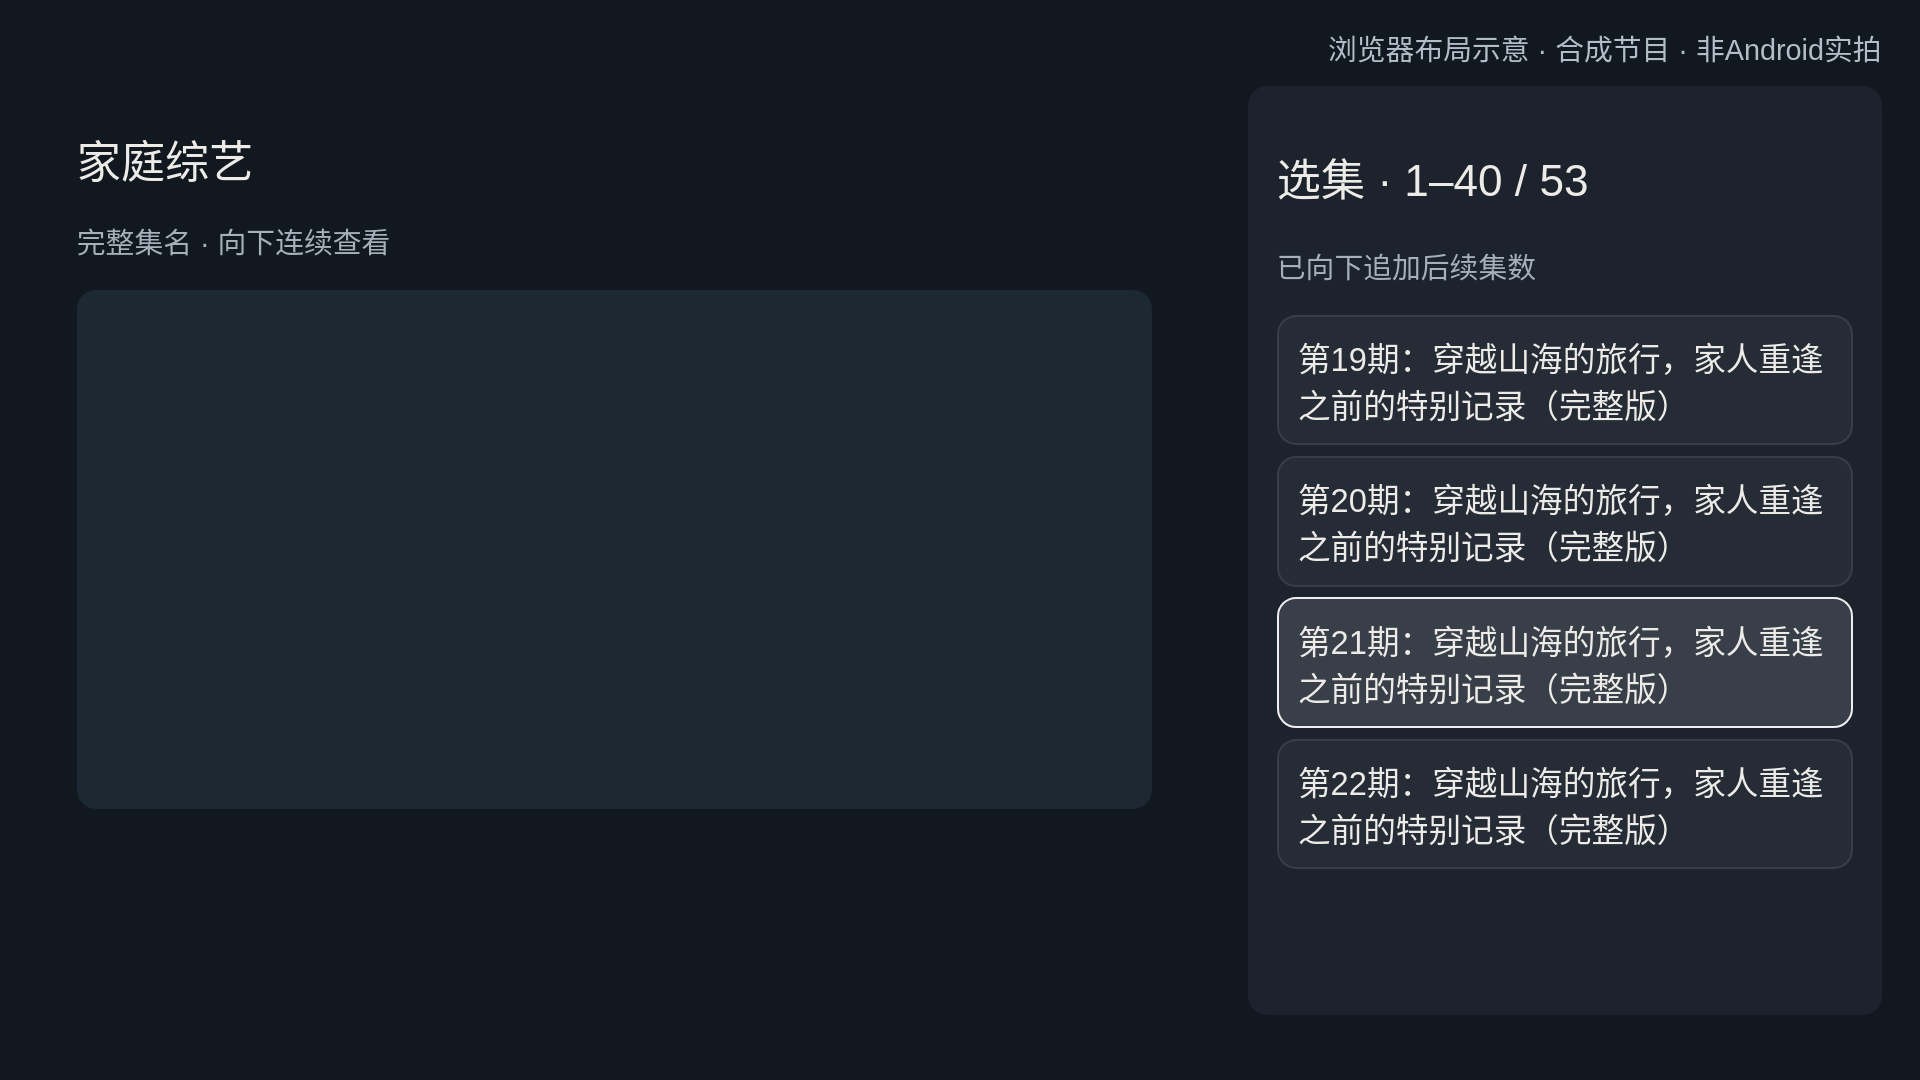 浏览器布局示意 · 合成节目 · 非Android实拍
家庭综艺
完整集名 · 向下连续查看
选集 · 1–40 / 53
已向下追加后续集数
第19期：穿越山海的旅行，家人重逢
之前的特别记录（完整版）
第20期：穿越山海的旅行，家人重逢
之前的特别记录（完整版）
第21期：穿越山海的旅行，家人重逢
之前的特别记录（完整版）
第22期：穿越山海的旅行，家人重逢
之前的特别记录（完整版）